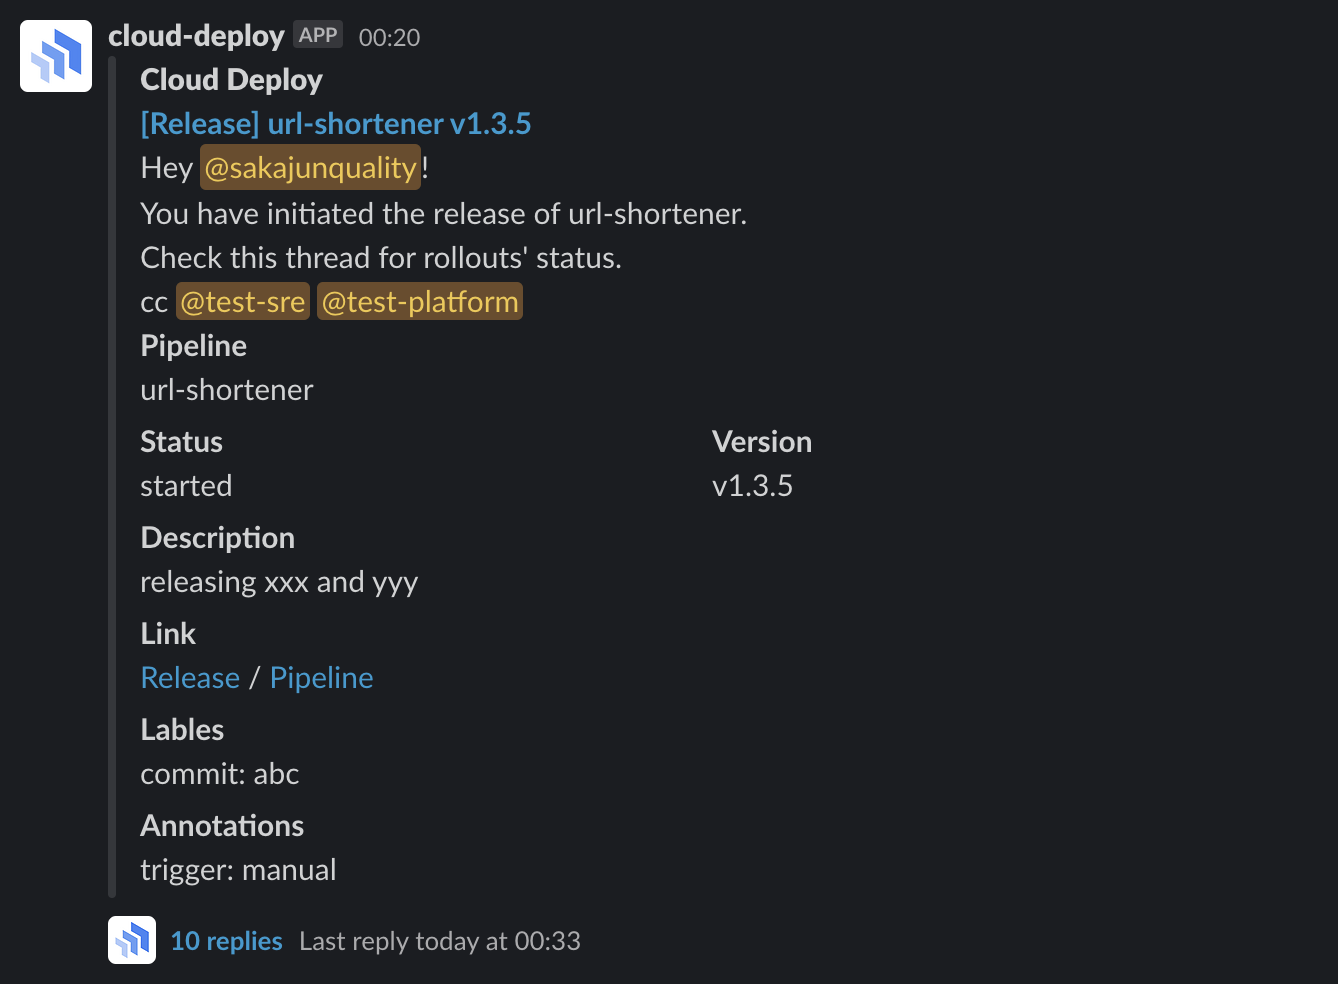 cloud-deploy APP 00:20
Cloud Deploy
[Release] url-shortener v1.3.5
Hey @sakajunquality!
You have initiated the release of url-shortener.
Check this thread for rollouts' status.
cc @test-sre @test-platform
Pipeline
url-shortener
Status Version
started v1.3.5
Description
releasing xxx and yyy
Link
Release / Pipeline
Lables
commit: abc
Annotations
trigger: manual
10 replies Last reply today at 00:33